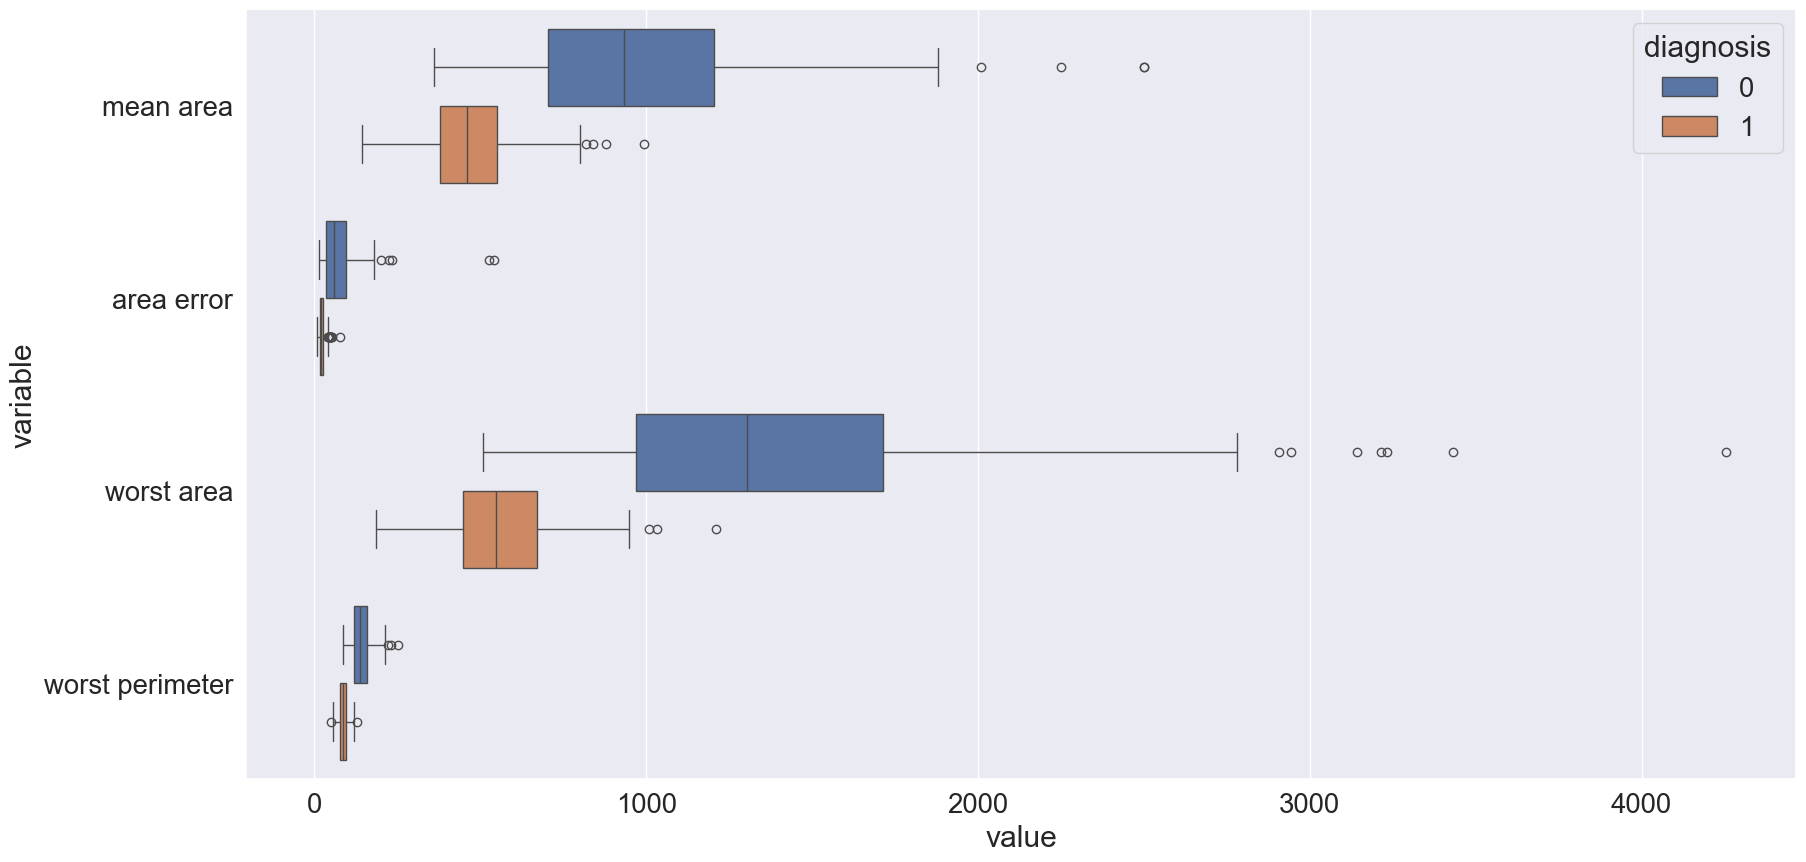 diagnosis
0
1
mean area
area error
worst area
worst perimeter
variable
0 1000 2000 3000 4000
value